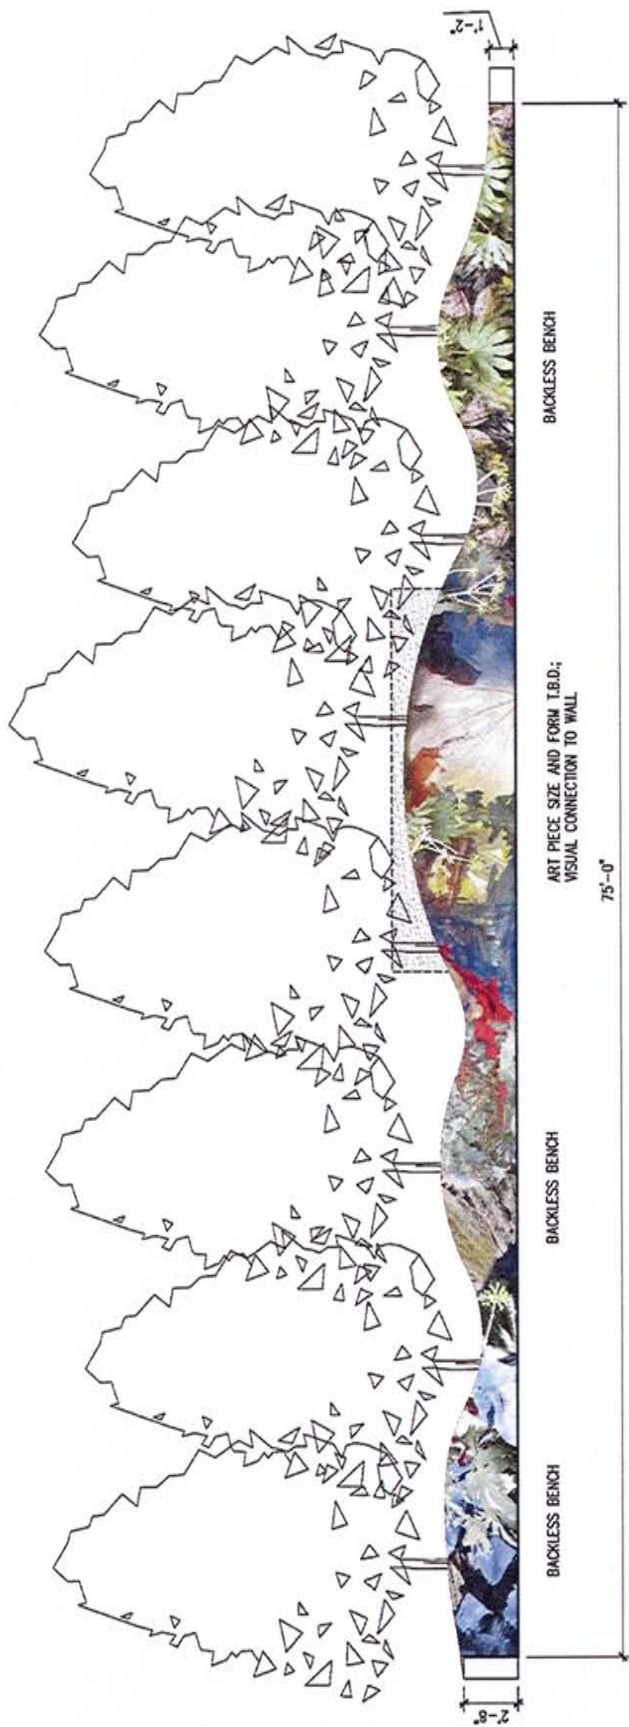 2'-8"
BACKLESS BENCH
BACKLESS BENCH
ART PIECE SIZE AND FORM T.B.D.;
VISUAL CONNECTION TO WALL
BACKLESS BENCH
75'-0"
1'-2"